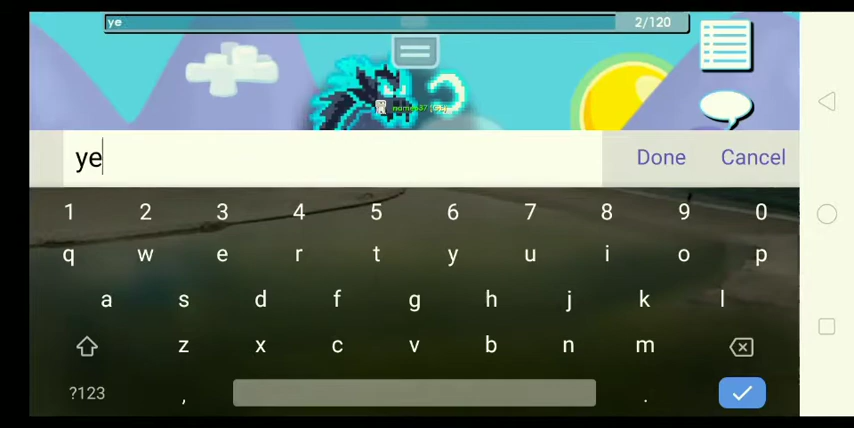 ye 2/120
ye Done Cancel
1 2 3 4 5 6 7 8 9 0
q w e r t y u i o p
a s d f g h j k l
z x c v b n m
?123 , .